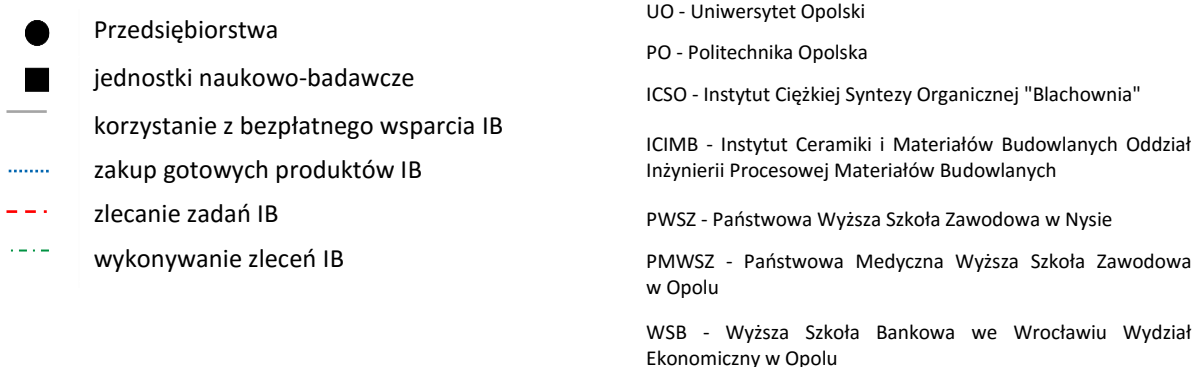 Przedsiębiorstwa
jednostki naukowo-badawcze
korzystanie z bezpłatnego wsparcia IB
zakup gotowych produktów IB
zlecanie zadań IB
wykonywanie zleceń IB
UO - Uniwersytet Opolski
PO - Politechnika Opolska
ICSO - Instytut Ciężkiej Syntezy Organicznej "Blachownia"
ICIMB - Instytut Ceramiki i Materiałów Budowlanych Oddział
Inżynierii Procesowej Materiałów Budowlanych
PWSZ - Państwowa Wyższa Szkoła Zawodowa w Nysie
PMWSZ - Państwowa Medyczna Wyższa Szkoła Zawodowa
w Opolu
WSB - Wyższa Szkoła Bankowa we Wrocławiu Wydział
Ekonomiczny w Opolu